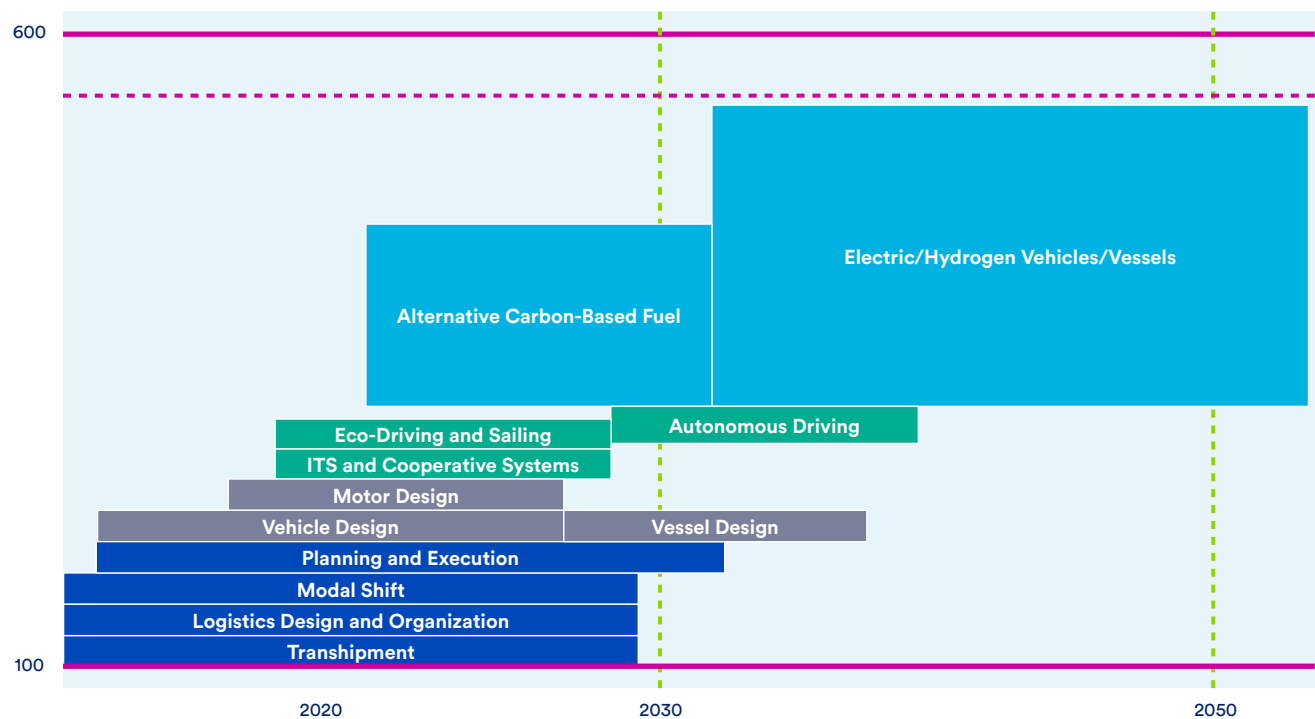 600
Electric/Hydrogen Vehicles/Vessels
Alternative Carbon-Based Fuel
Autonomous Driving
Eco-Driving and Sailing
ITS and Cooperative Systems
Motor Design
Vehicle Design
Vessel Design
Planning and Execution
Modal Shift
Logistics Design and Organization
Transhipment
100
2020
2030
2050